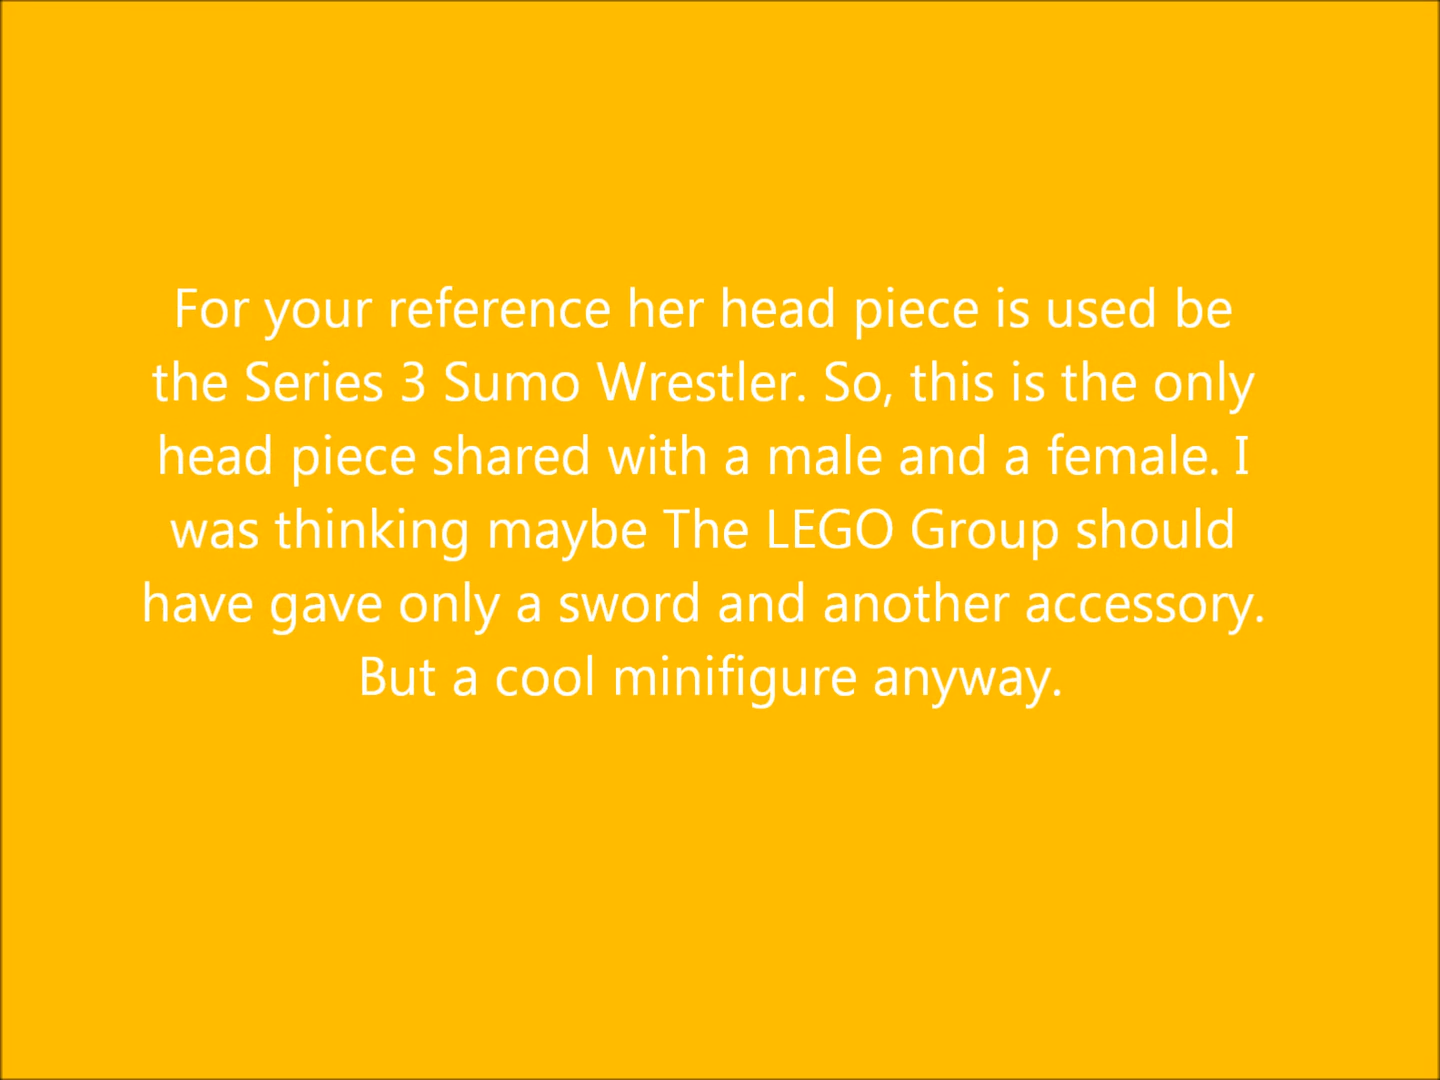 For your reference her head piece is used be
the Series 3 Sumo Wrestler. So, this is the only
head piece shared with a male and a female. I
was thinking maybe The LEGO Group should
have gave only a sword and another accessory.
But a cool minifigure anyway.